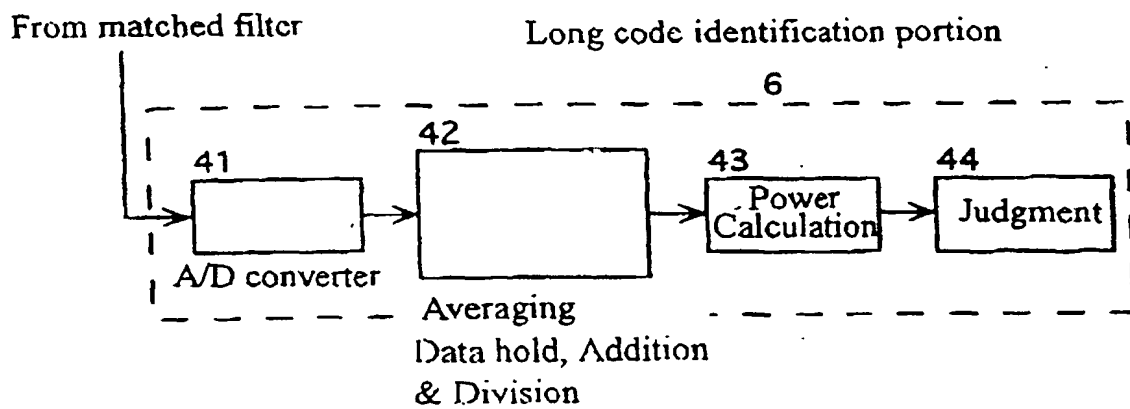 From matched filter
Long code identification portion
6
41
42
43
44
Power
Calculation
Judgment
A/D converter
Averaging
Data hold, Addition
& Division